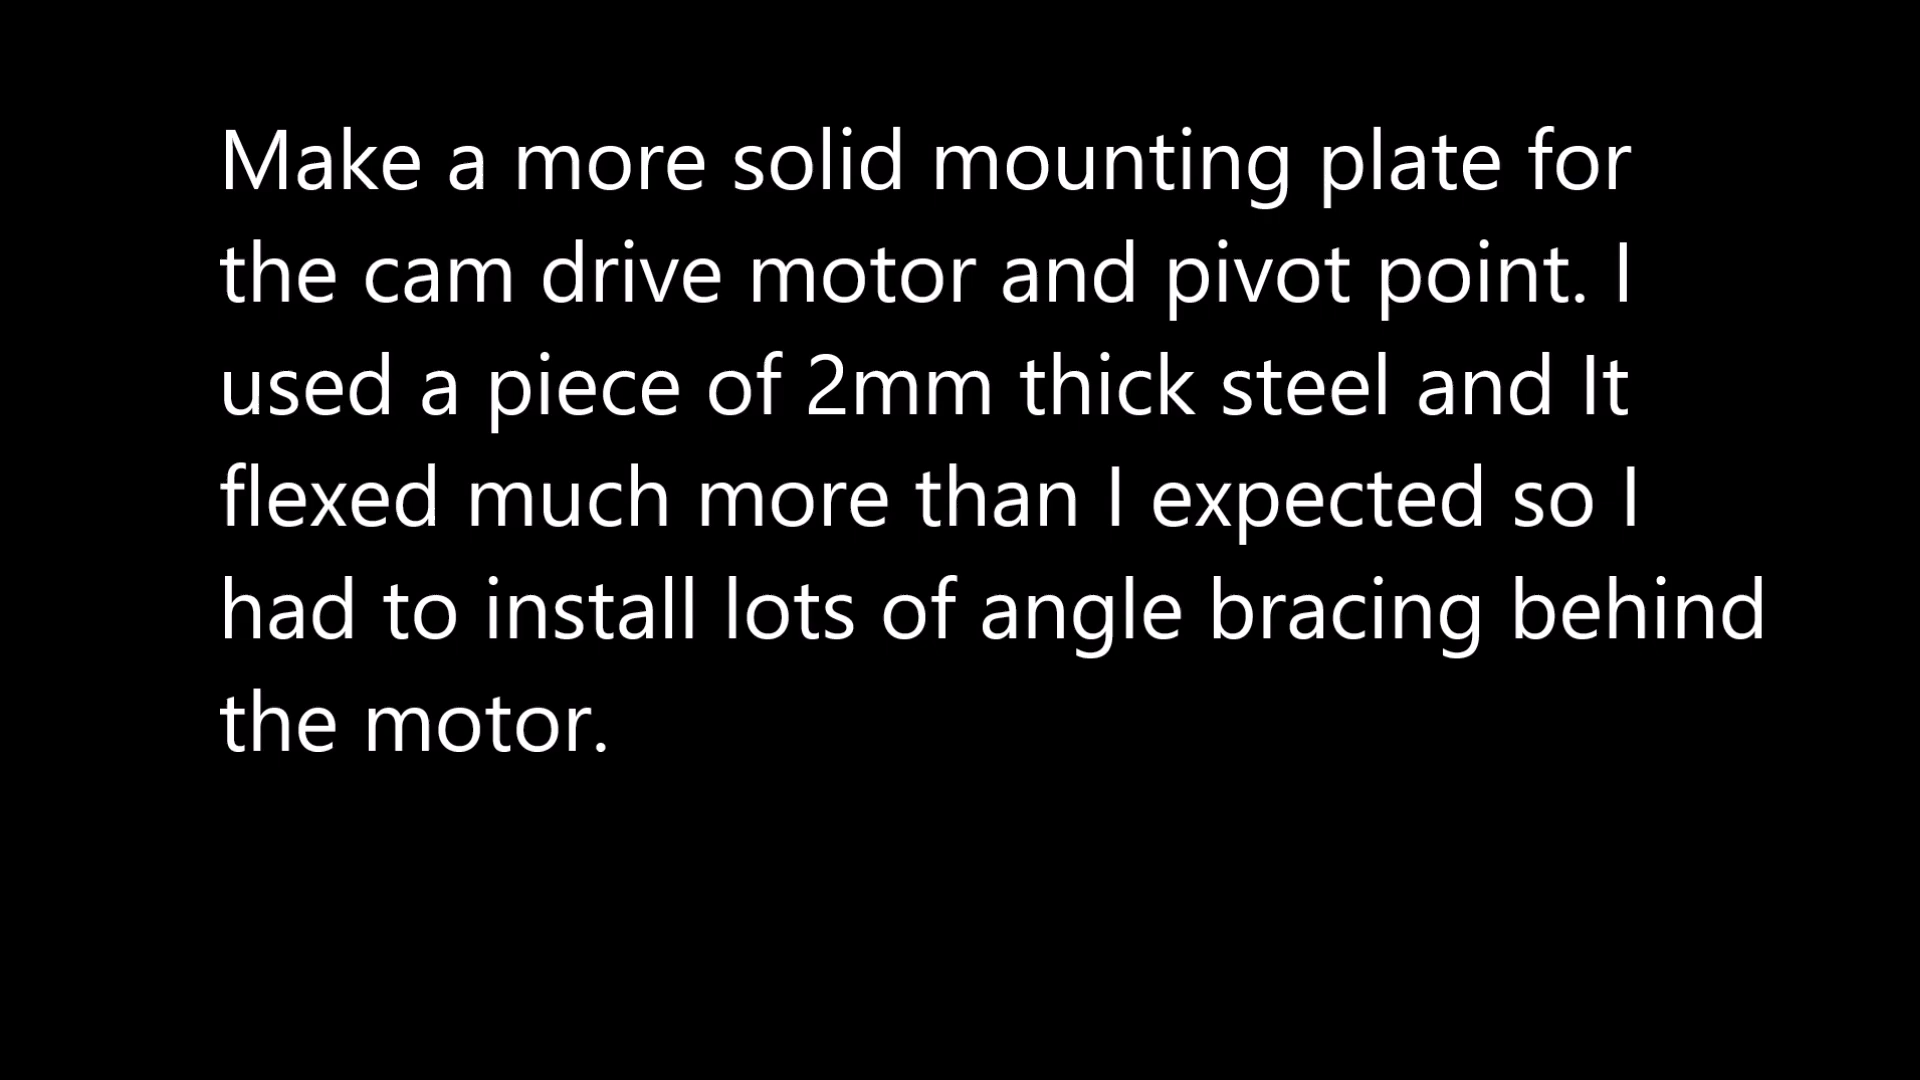 Make a more solid mounting plate for
the cam drive motor and pivot point. I
used a piece of 2mm thick steel and It
flexed much more than I expected so I
had to install lots of angle bracing behind
the motor.